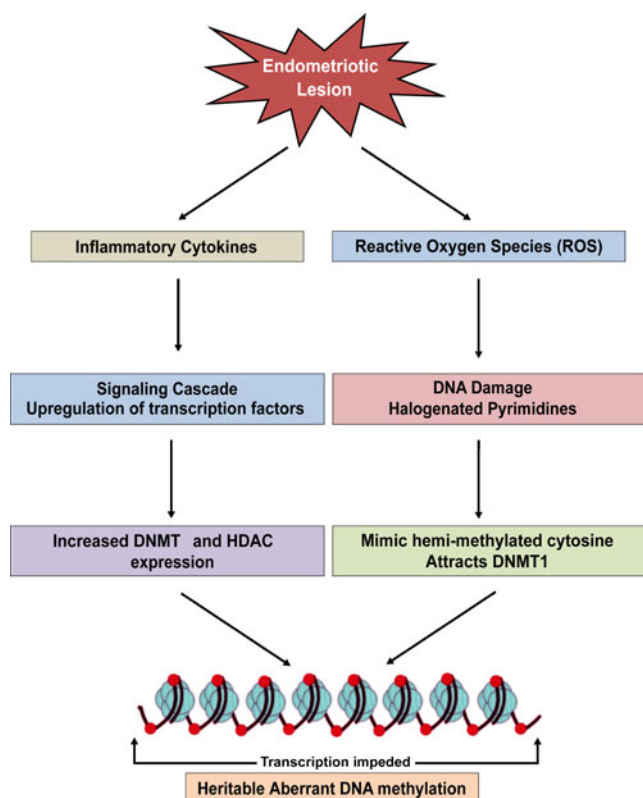 Endometriotic
Lesion
Inflammatory Cytokines
Reactive Oxygen Species (ROS)
Signaling Cascade
Upregulation of transcription factors
DNA Damage
Halogenated Pyrimidines
Increased DNMT and HDAC
expression
Mimic hemi-methylated cytosine
Attracts DNMT1
Transcription impeded
Heritable Aberrant DNA methylation